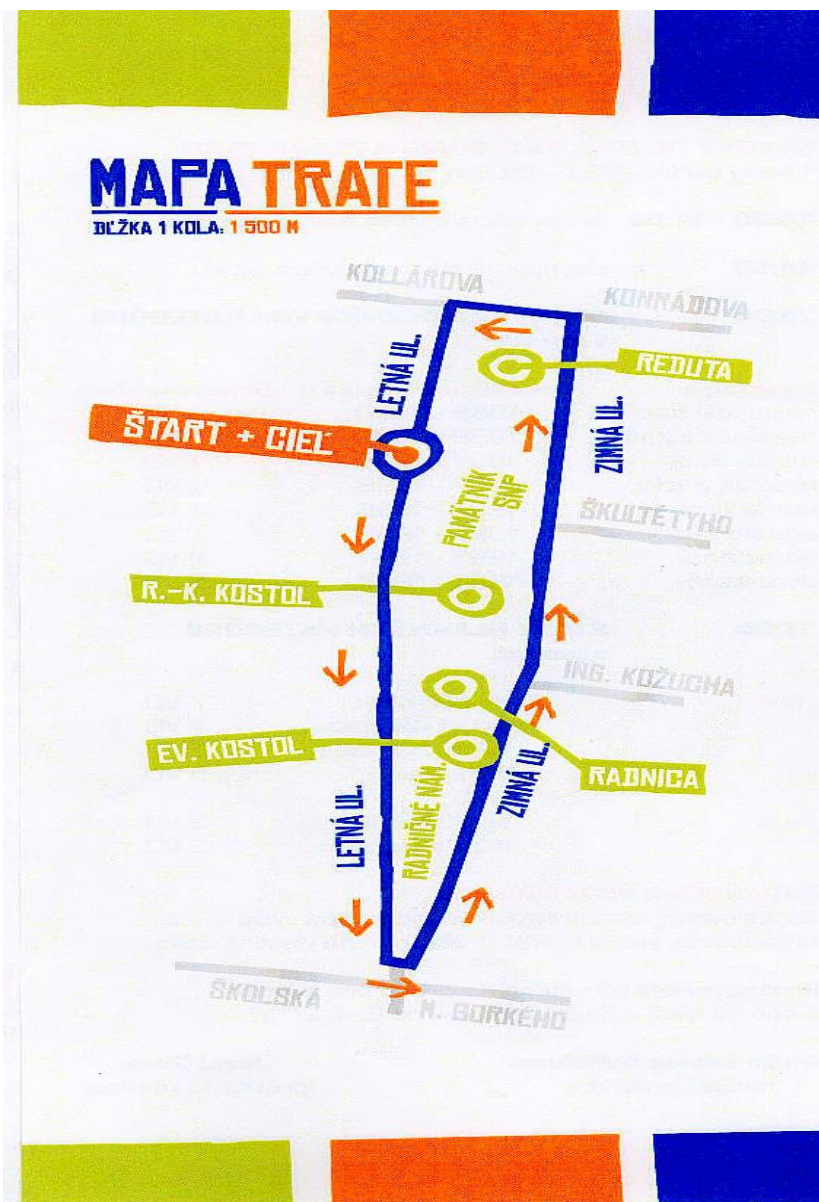 MAPA TRATE
DĹŽKA 1 KOLA: 1 500 M
KOLLÁROVA
KONRÁDOVA
LETNÁ UL.
REDUTA
ŠTART + CIEĽ
ZIMNÁ UL.
PAMÄTNÍK
SNP
ŠKULTÉTYHO
R.-K. KOSTOL
ING. KOŽUCHA
EV. KOSTOL
RADNICA
ZIMNÁ UL.
LETNÁ UL.
RADNIČNÉ NÁM.
ŠKOLSKÁ
M. GORKÉHO